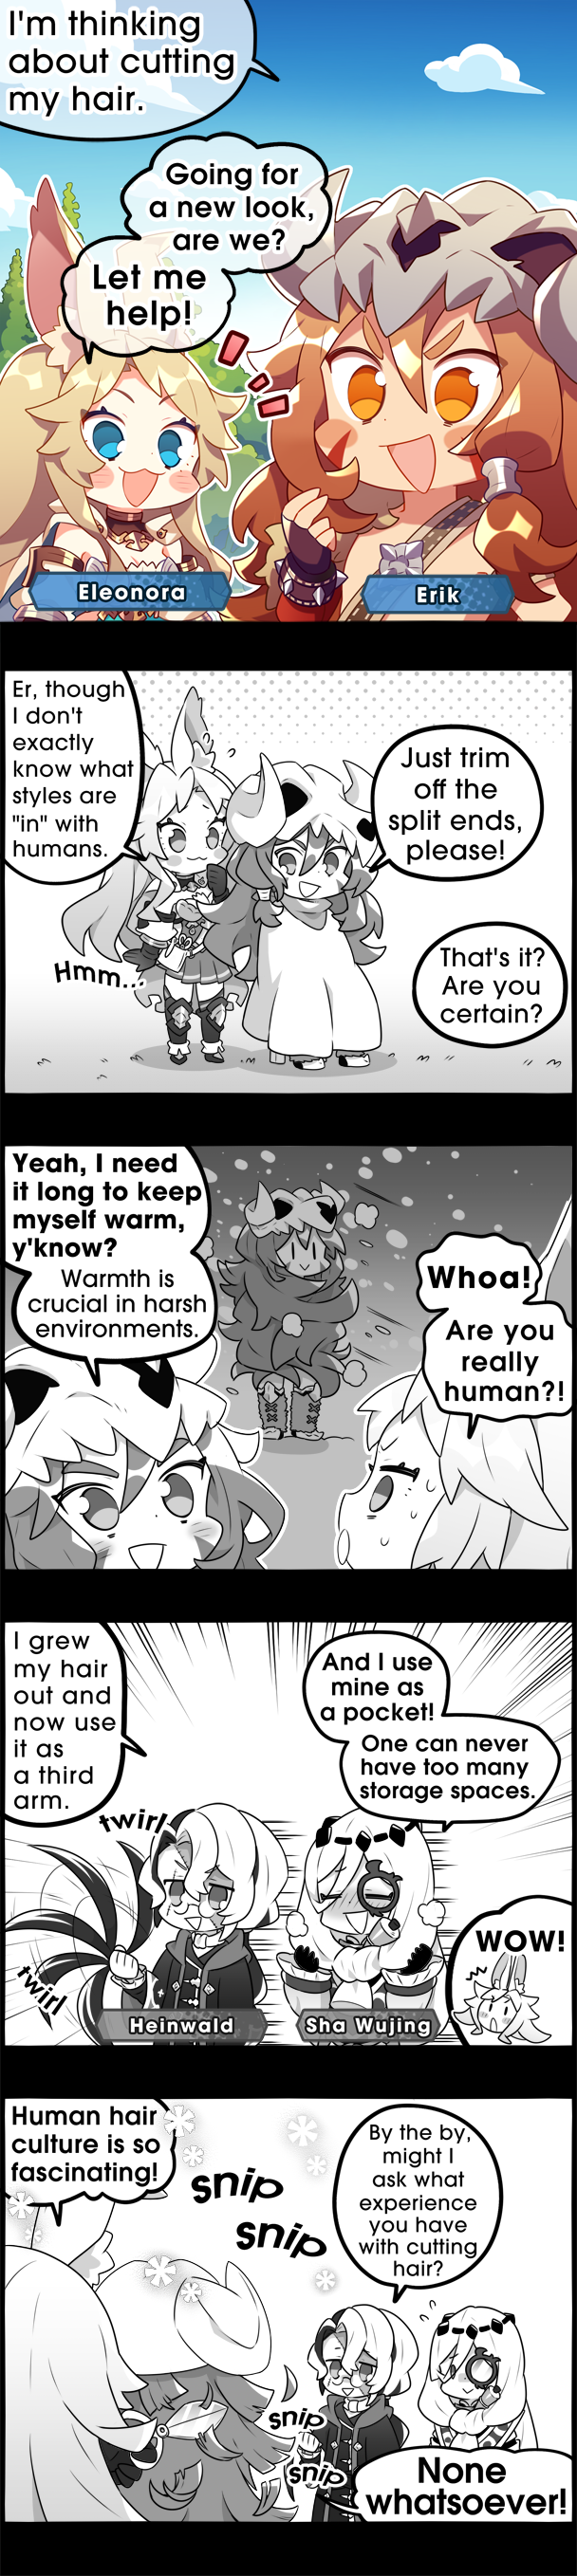 I'm thinking
about cutting
my hair.
Going for
a new look,
are we?
Let me
help!
Eleonora
Erik
Er, though
I don't
exactly
know what
styles are
"in" with
humans.
Just trim
off the
split ends,
please!
Hmm...
That's it?
Are you
certain?
Yeah, I need
it long to keep
myself warm,
y'know?
Warmth is
crucial in harsh
environments.
Whoa!
Are you
really
human?!
I grew
my hair
out and
now use
it as
a third
arm.
And I use
mine as
a pocket!
One can never
have too many
storage spaces.
twirl
twirl
WOW!
Heinwald
Sha Wujing
Human hair
culture is so
fascinating!
snip
snip
By the by,
might I
ask what
experience
you have
with cutting
hair?
snip
snip
None
whatsoever!